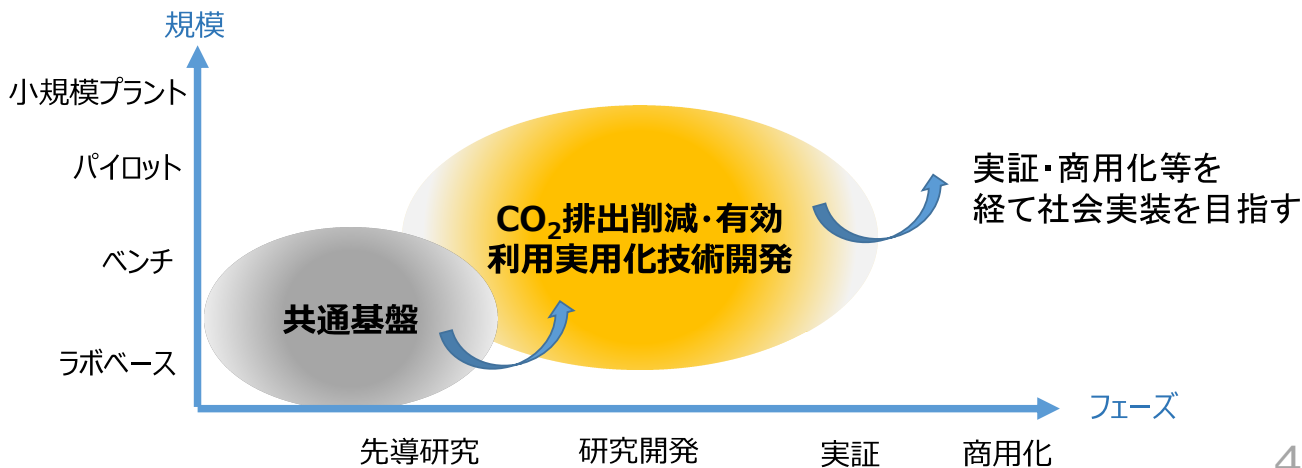 規模
小規模プラント
パイロット
ベンチ
ラボベース
CO₂排出削減・有効
利用実用化技術開発
共通基盤
実証・商用化等を
経て社会実装を目指す
フェーズ
先導研究
研究開発
実証
商用化
4